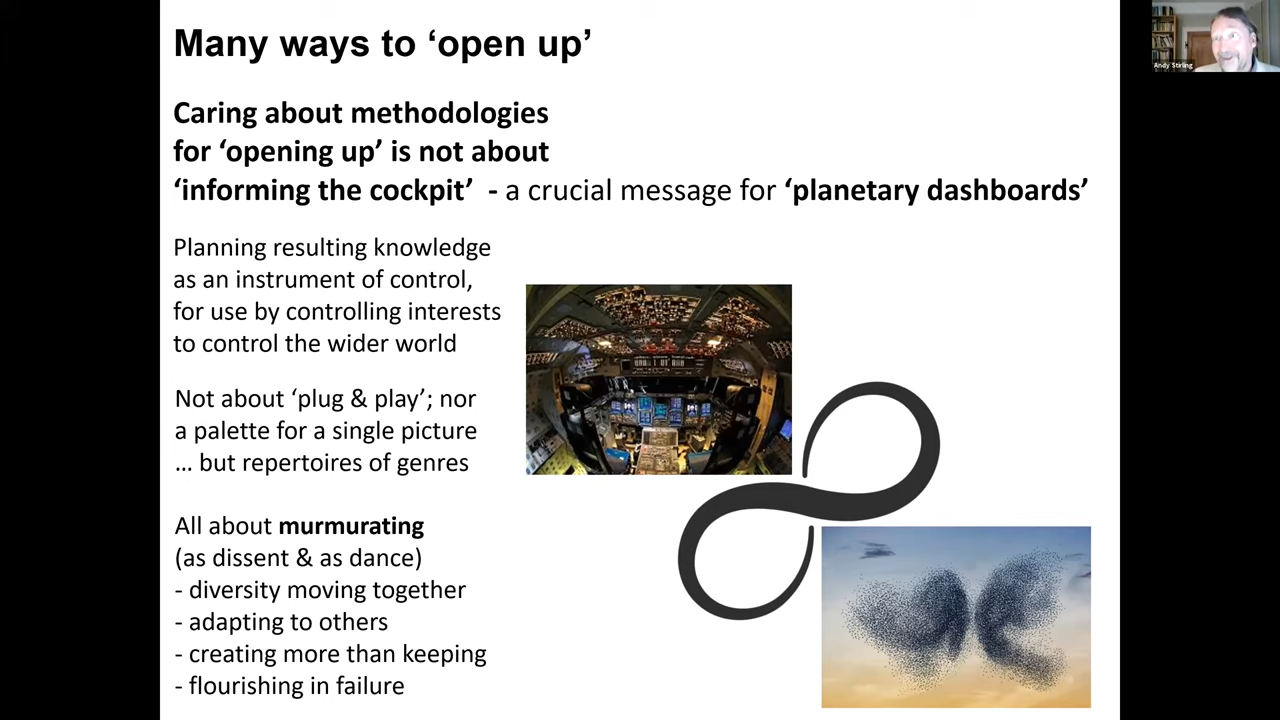 Many ways to ‘open up’
Caring about methodologies
for ‘opening up’ is not about
‘informing the cockpit’ - a crucial message for ‘planetary dashboards’
Planning resulting knowledge
as an instrument of control,
for use by controlling interests
to control the wider world
Not about ‘plug & play’; nor
a palette for a single picture
… but repertoires of genres
All about murmurating
(as dissent & as dance)
- diversity moving together
- adapting to others
- creating more than keeping
- flourishing in failure
Andy Stirling